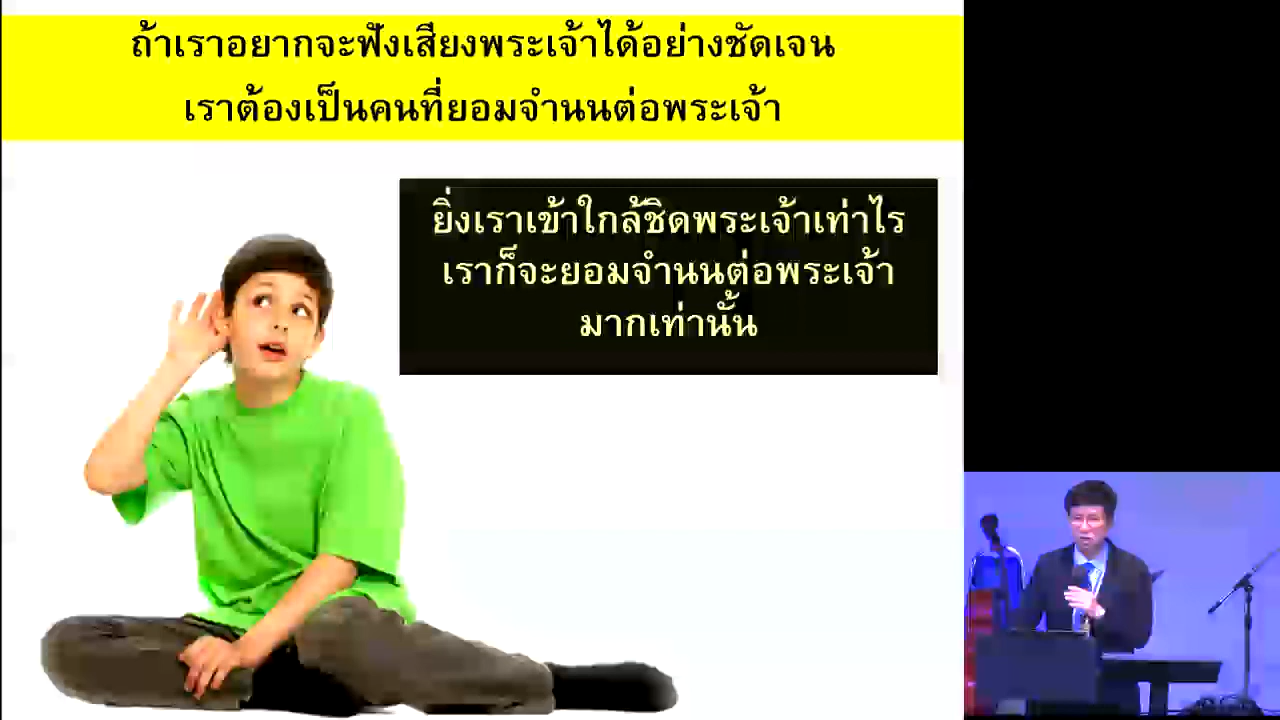 ถ้าเราอยากจะฟังเสียงพระเจ้าได้อย่างชัดเจน
เราต้องเป็นคนที่ยอมจำนนต่อพระเจ้า
ยิ่งเราเข้าใกล้ชิดพระเจ้าเท่าไร
เราก็จะยอมจำนนต่อพระเจ้า
มากเท่านั้น